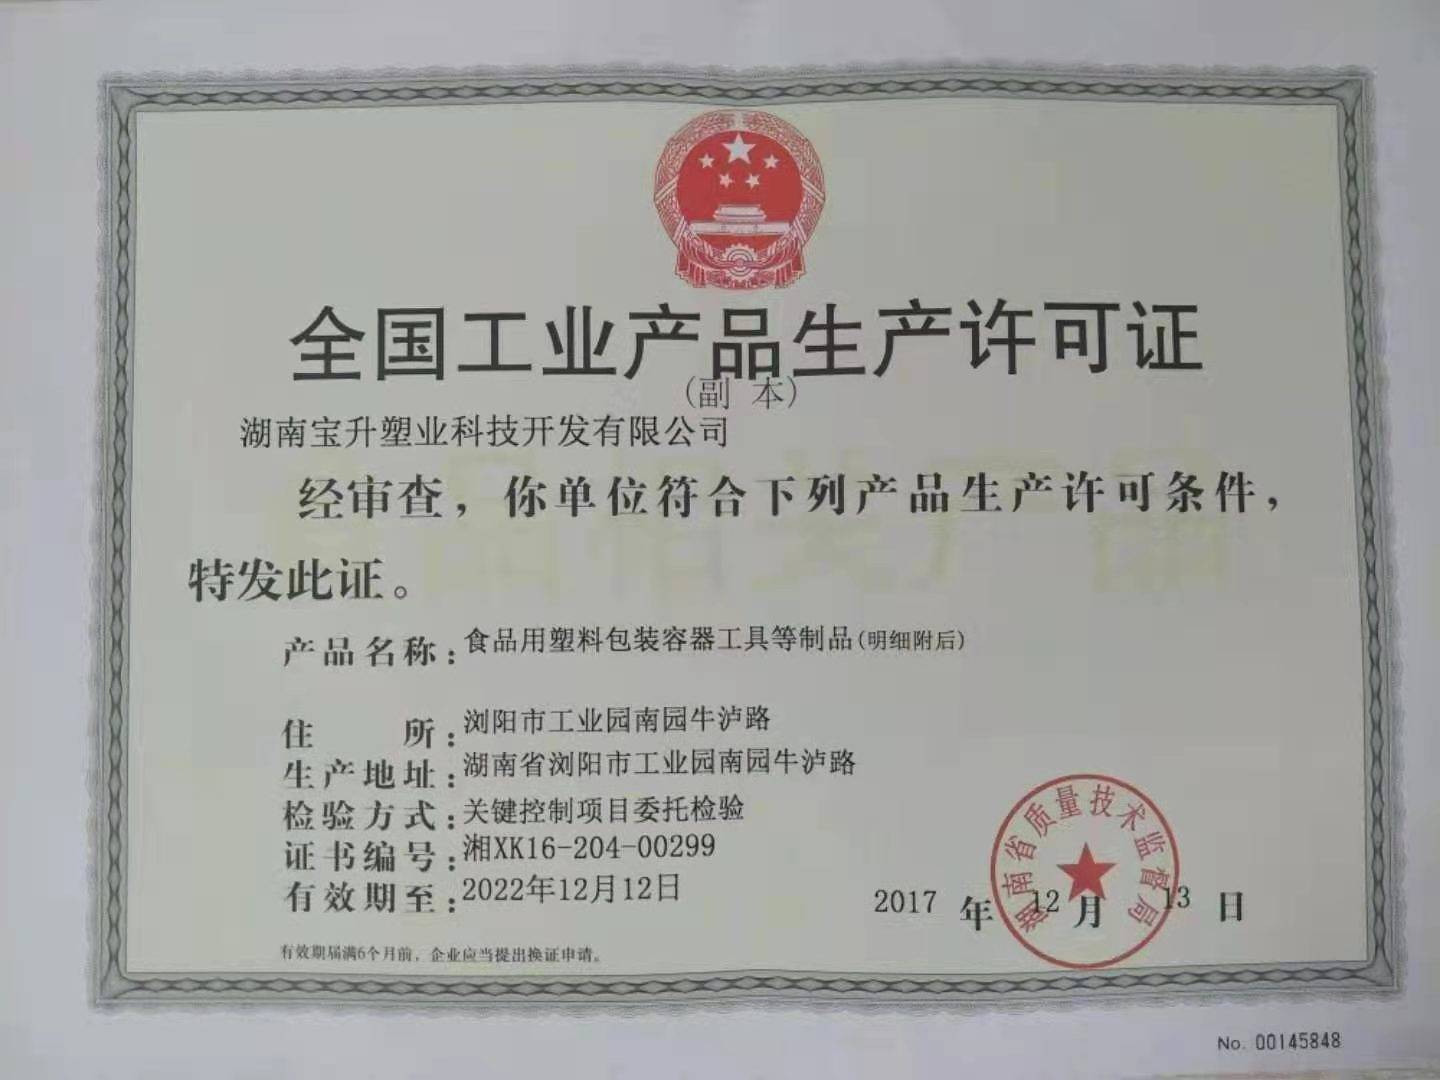 全国工业产品生产许可证
(副 本)
湖南宝升塑业科技开发有限公司
经审查，你单位符合下列产品生产许可条件，
特发此证。
产品名称：食品用塑料包装容器工具等制品(明细附后)
住 所：浏阳市工业园南园牛泸路
生产地址：湖南省浏阳市工业园南园牛泸路
检验方式：关键控制项目委托检验
证书编号：湘XK16-204-00299
有效期至：2022年12月12日
湖南省质量技术监督局
2017 年 12 月 13 日
有效期届满6个月前，企业应当提出换证申请。
No. 00145848
食品相关产品